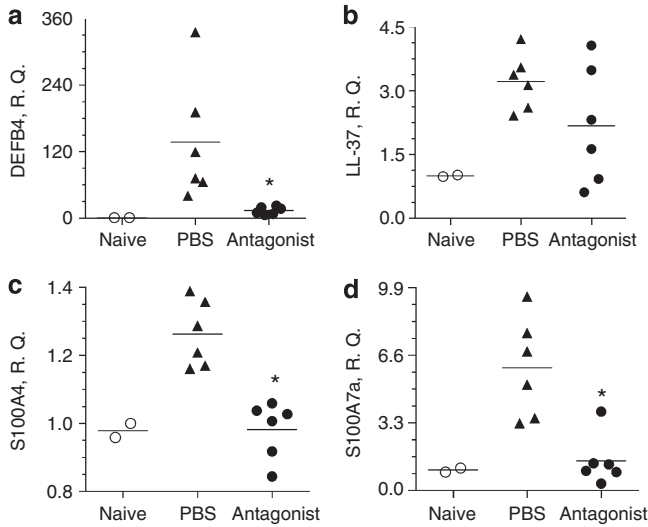 a
DEFB4, R. Q.
360
240
120
0
*
Naive PBS Antagonist
b
LL-37, R. Q.
4.5
3.0
1.5
0.0
Naive PBS Antagonist
c
S100A4, R. Q.
1.4
1.2
1.0
0.8
*
Naive PBS Antagonist
d
S100A7a, R. Q.
9.9
6.6
3.3
0.0
*
Naive PBS Antagonist